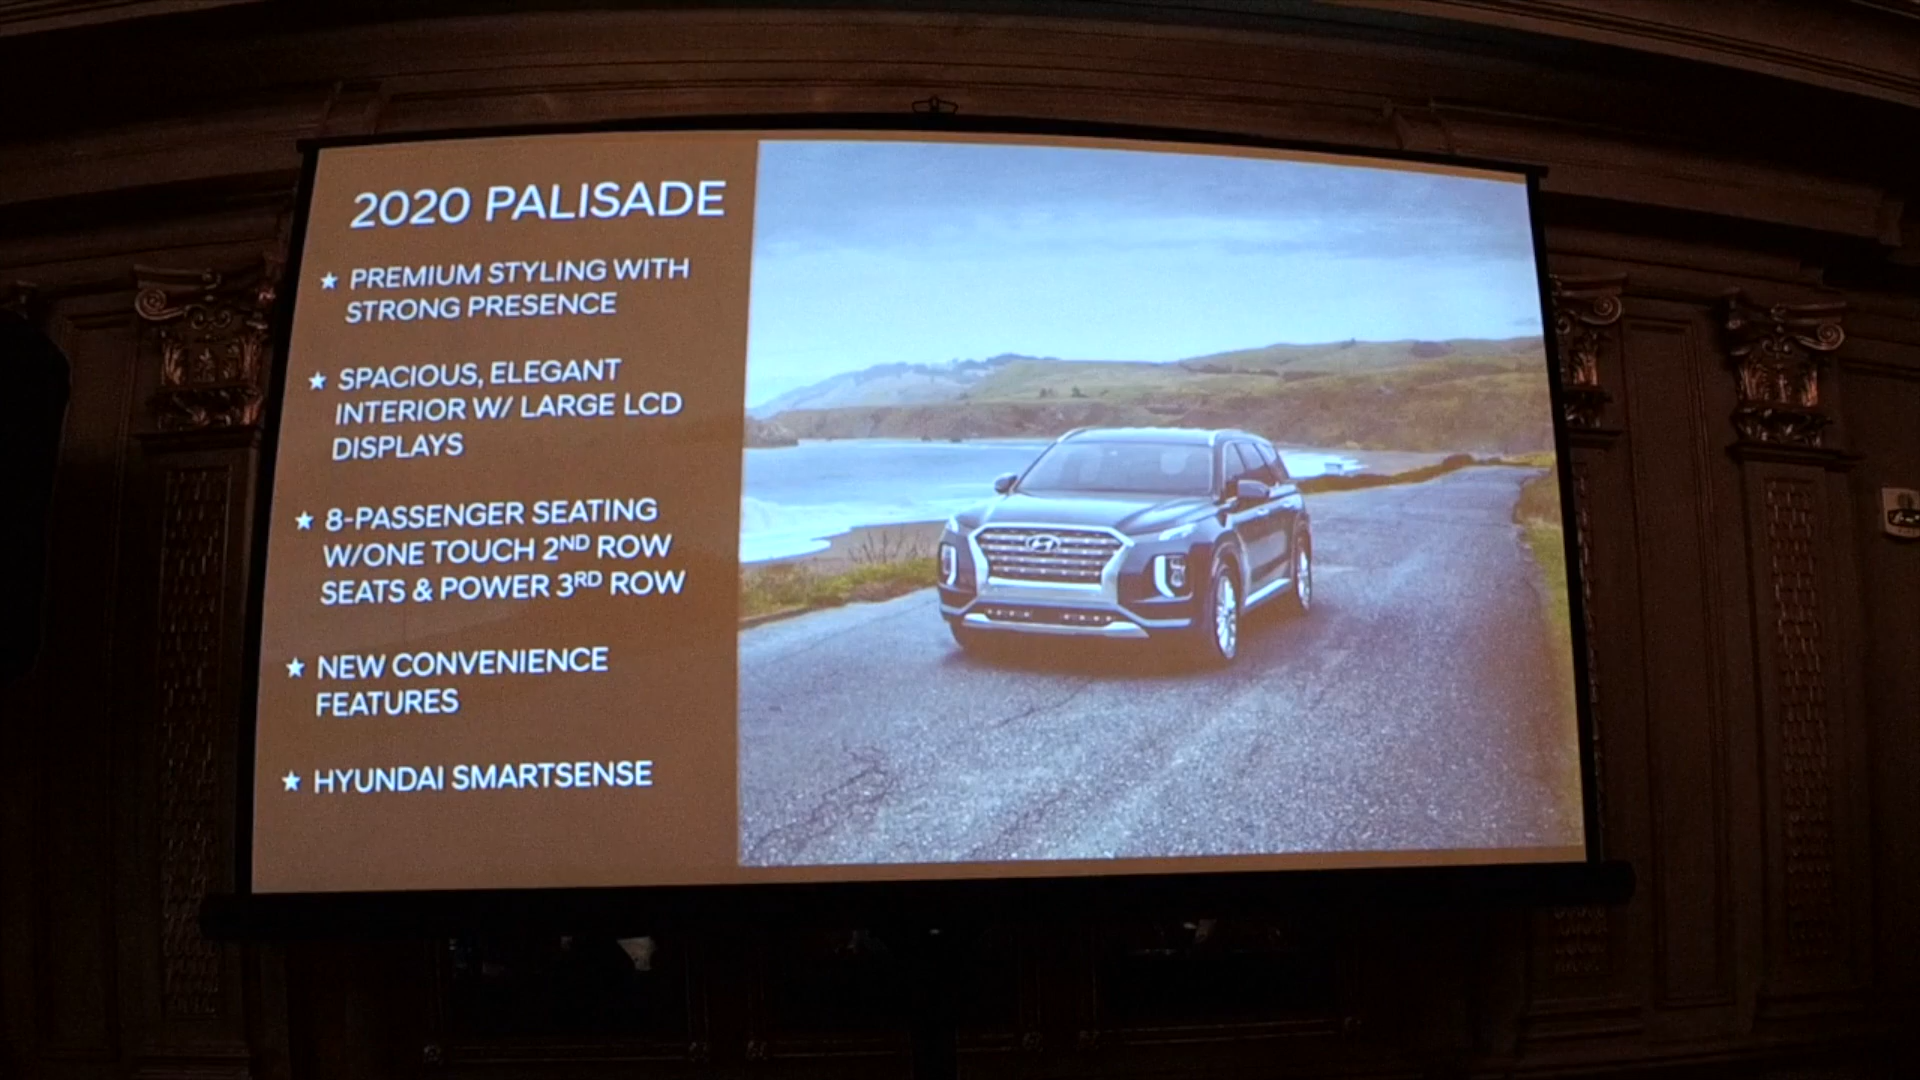 2020 PALISADE
★ PREMIUM STYLING WITH
STRONG PRESENCE
★ SPACIOUS, ELEGANT
INTERIOR W/ LARGE LCD
DISPLAYS
★ 8-PASSENGER SEATING
W/ONE TOUCH 2ND ROW
SEATS & POWER 3RD ROW
★ NEW CONVENIENCE
FEATURES
★ HYUNDAI SMARTSENSE